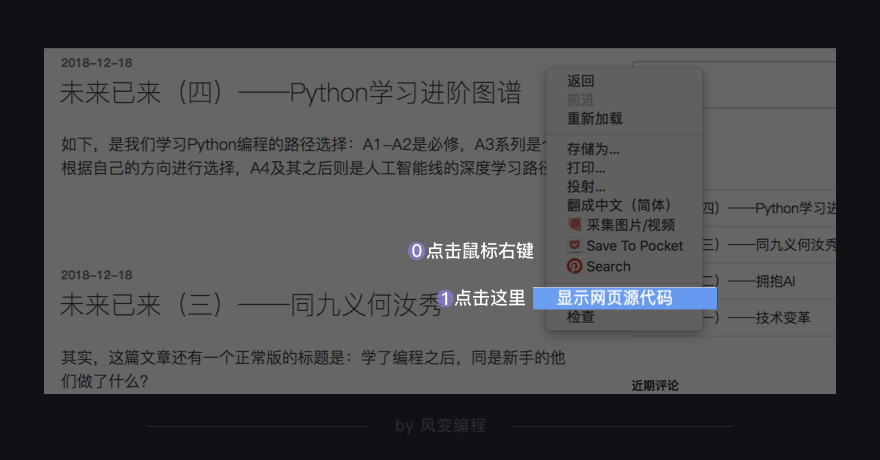 2018-12-18
未来已来（四）——Python学习进阶图谱
如下，是我们学习Python编程的路径选择：A1-A2是必修，A3系列是
根据自己的方向进行选择，A4及其之后则是人工智能线的深度学习路径
2018-12-18
未来已来（三）——同九义何汝秀
其实，这篇文章还有一个正常版的标题是：学了编程之后，同是新手的他
们做了什么？
0 点击鼠标右键
1 点击这里
返回
前进
重新加载
存储为...
打印...
投射...
翻成中文（简体）
采集图片/视频
Save To Pocket
Search
显示网页源代码
检查
四）——Python学习进
三）——同九义何汝秀
二）——拥抱AI
一）——技术变革
近期评论
by 风变编程